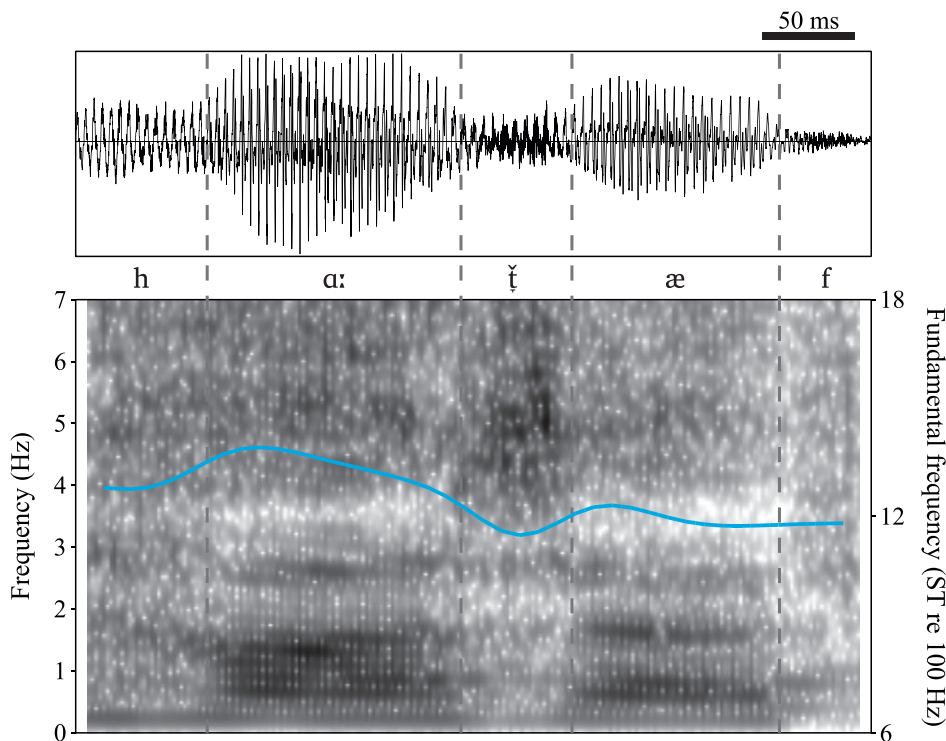 50 ms
h ɑː ṭ̌ æ f
7 18
6
5
4
12
3
2
1
0 6
Frequency (Hz)
Fundamental frequency (ST re 100 Hz)